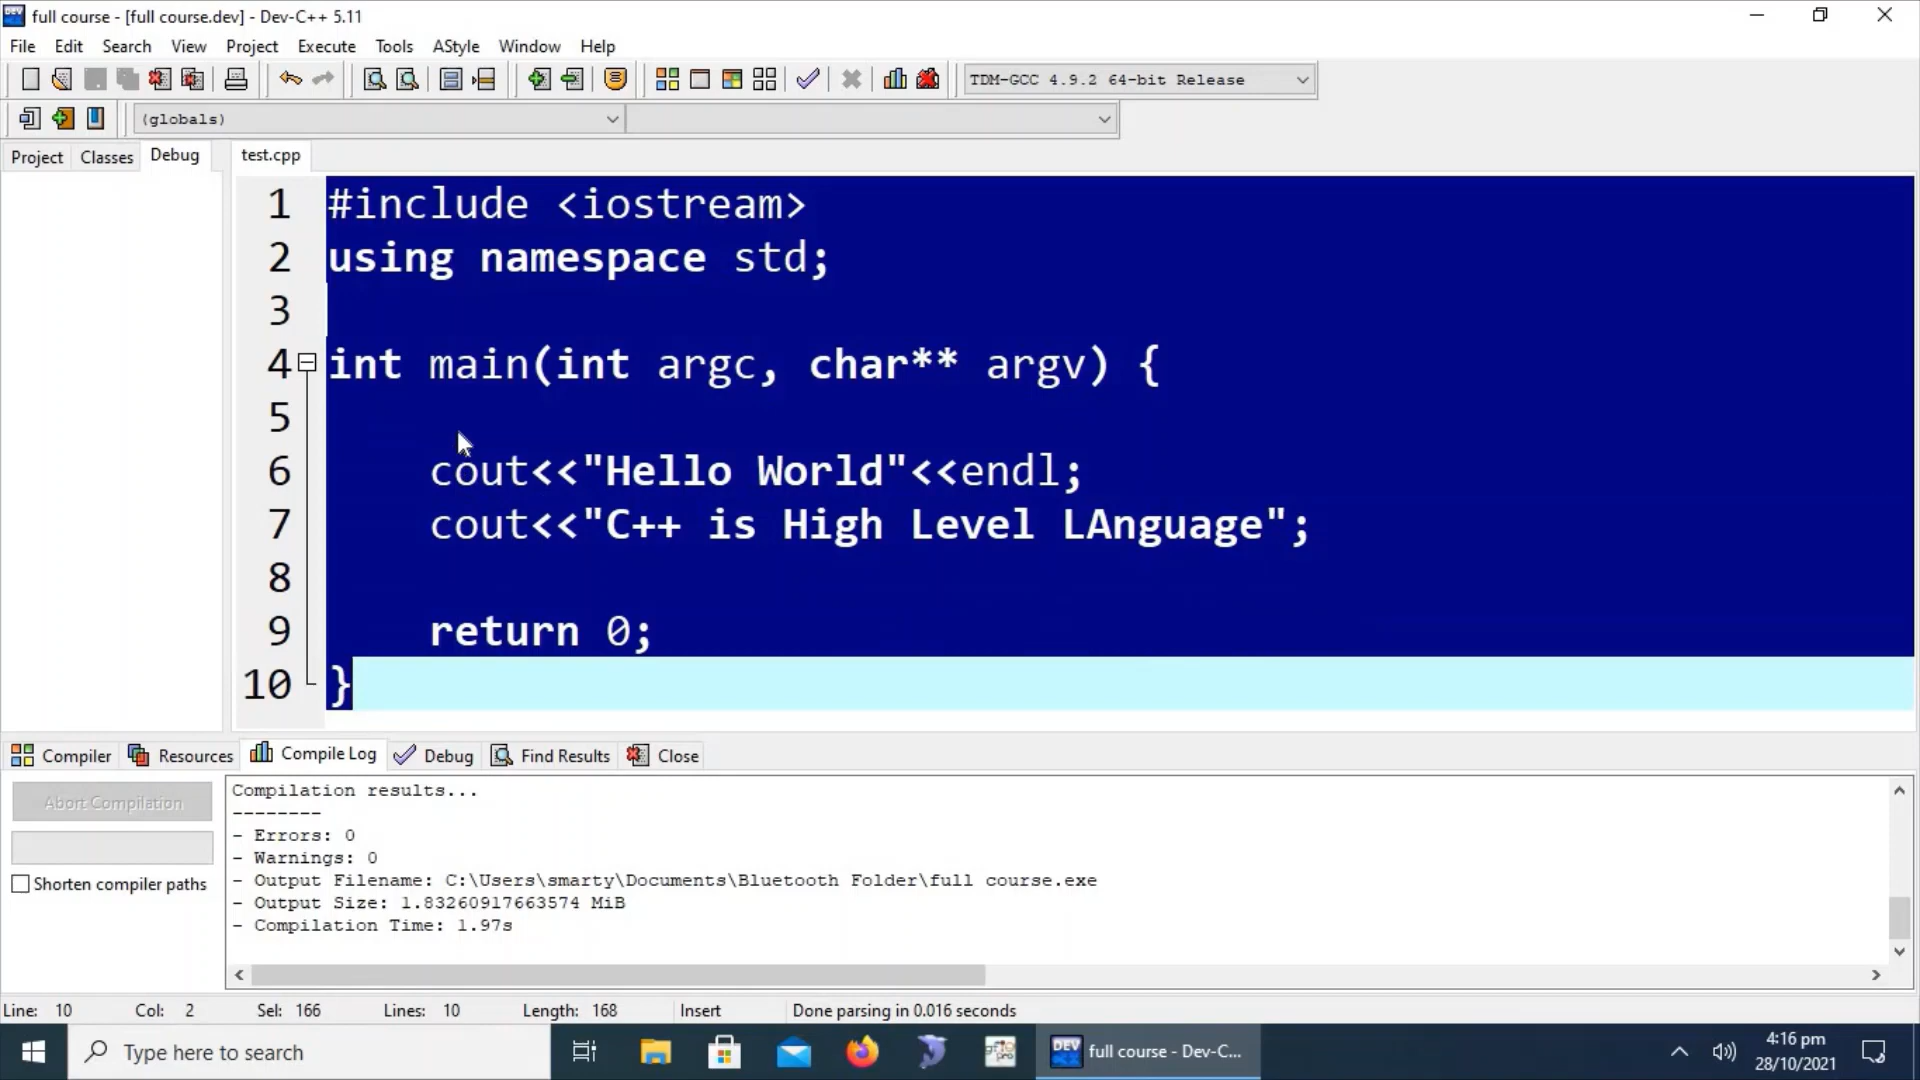 full course - [full course.dev] - Dev-C++ 5.11
File Edit Search View Project Execute Tools AStyle Window Help
TDM-GCC 4.9.2 64-bit Release
(globals)
Project Classes Debug test.cpp
1 #include <iostream>
2 using namespace std;
3
4 int main(int argc, char** argv) {
5
6 cout<<"Hello World"<<endl;
7 cout<<"C++ is High Level LAnguage";
8
9 return 0;
10 }
Compiler Resources Compile Log Debug Find Results Close
Abort Compilation
Shorten compiler paths
Compilation results...
--------
- Errors: 0
- Warnings: 0
- Output Filename: C:\Users\smarty\Documents\Bluetooth Folder\full course.exe
- Output Size: 1.83260917663574 MiB
- Compilation Time: 1.97s
Line: 10 Col: 2 Sel: 166 Lines: 10 Length: 168 Insert Done parsing in 0.016 seconds
Type here to search
DEV full course - Dev-C...
4:16 pm
28/10/2021